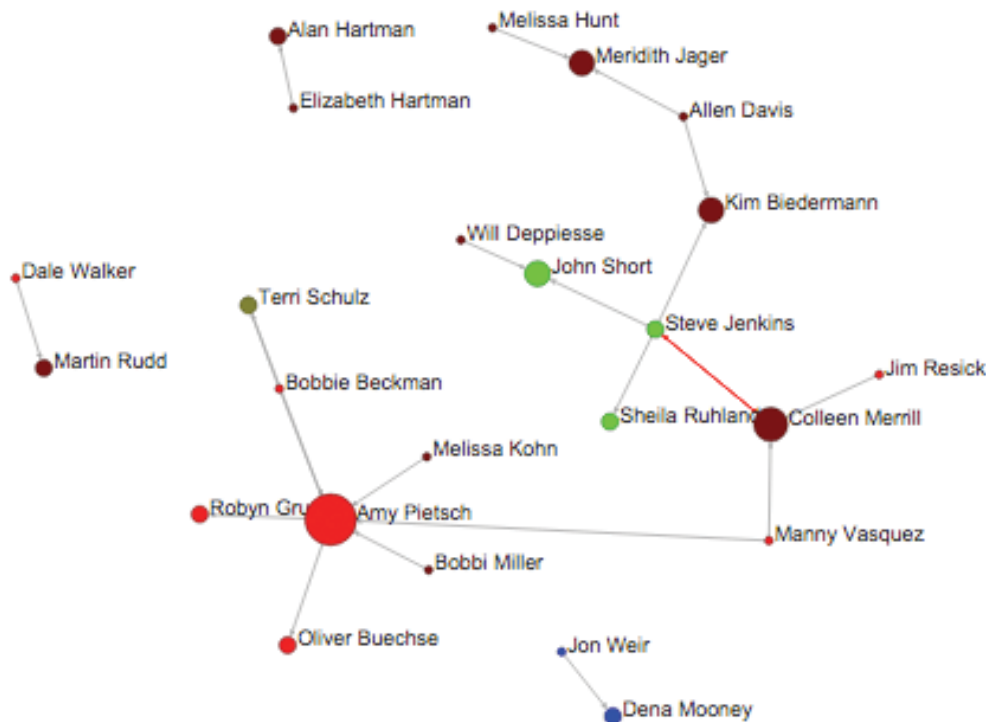 Melissa Hunt
Alan Hartman
Meridith Jager
Elizabeth Hartman
Allen Davis
Kim Biedermann
Will Deppiesse
John Short
Dale Walker
Terri Schulz
Steve Jenkins
Martin Rudd
Jim Resick
Bobbie Beckman
Sheila Ruhland
Colleen Merrill
Melissa Kohn
Robyn Gru
Amy Pietsch
Manny Vasquez
Bobbi Miller
Oliver Buechse
Jon Weir
Dena Mooney